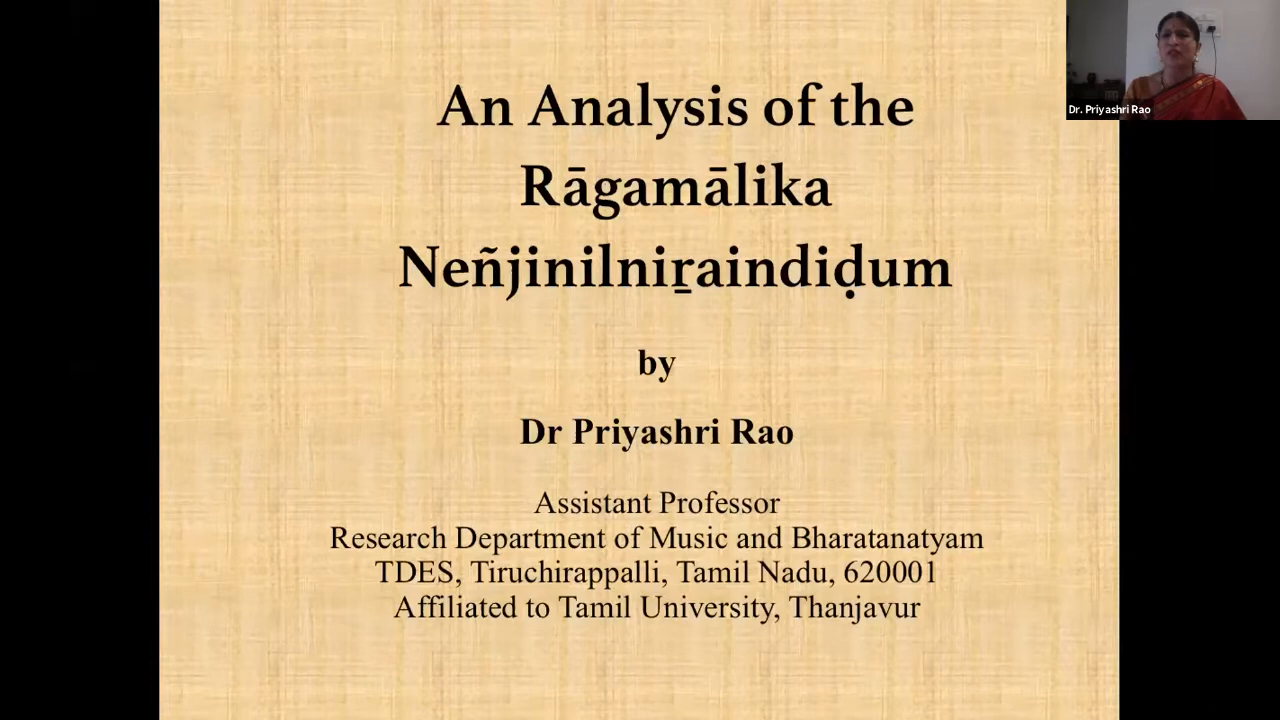 An Analysis of the
Rāgamālika
Neñjinilniṟaindiḍum
by
Dr Priyashri Rao
Assistant Professor
Research Department of Music and Bharatanatyam
TDES, Tiruchirappalli, Tamil Nadu, 620001
Affiliated to Tamil University, Thanjavur
Dr. Priyashri Rao